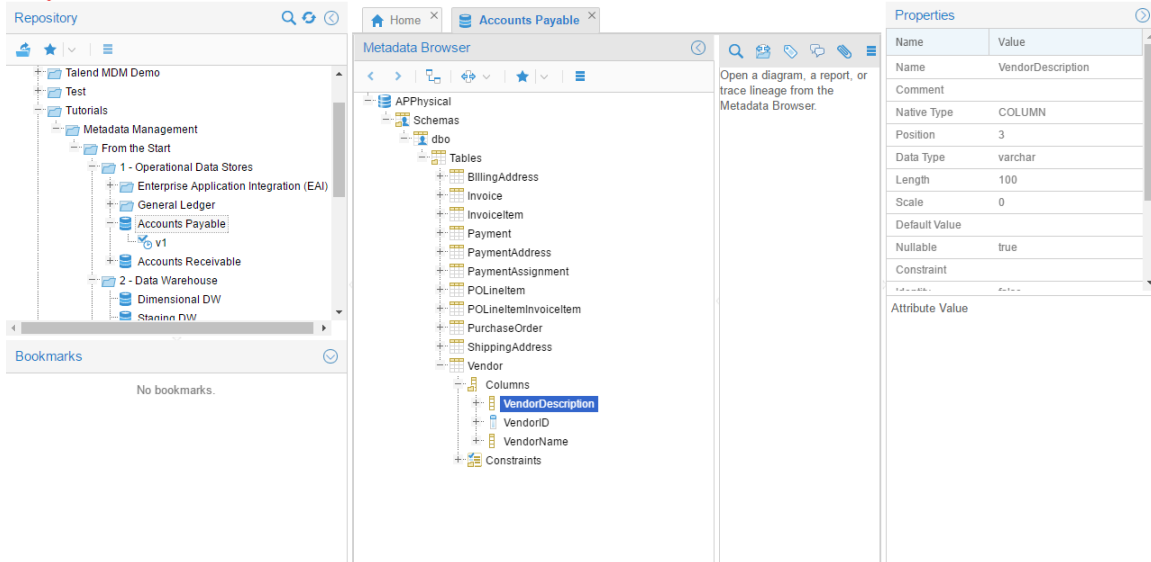 Repository
Talend MDM Demo
Test
Tutorials
Metadata Management
From the Start
1 - Operational Data Stores
Enterprise Application Integration (EAI)
General Ledger
Accounts Payable
v1
Accounts Receivable
2 - Data Warehouse
Dimensional DW
Staging DW
Bookmarks
No bookmarks.
Home
Accounts Payable
Metadata Browser
APPhysical
Schemas
dbo
Tables
BIllingAddress
Invoice
InvoiceItem
Payment
PaymentAddress
PaymentAssignment
POLineItem
POLineItemInvoiceItem
PurchaseOrder
ShippingAddress
Vendor
Columns
VendorDescription
VendorID
VendorName
Constraints
Open a diagram, a report, or
trace lineage from the
Metadata Browser.
Properties
Name Value
Name VendorDescription
Comment
Native Type COLUMN
Position 3
Data Type varchar
Length 100
Scale 0
Default Value
Nullable true
Constraint
Identity false
Attribute Value